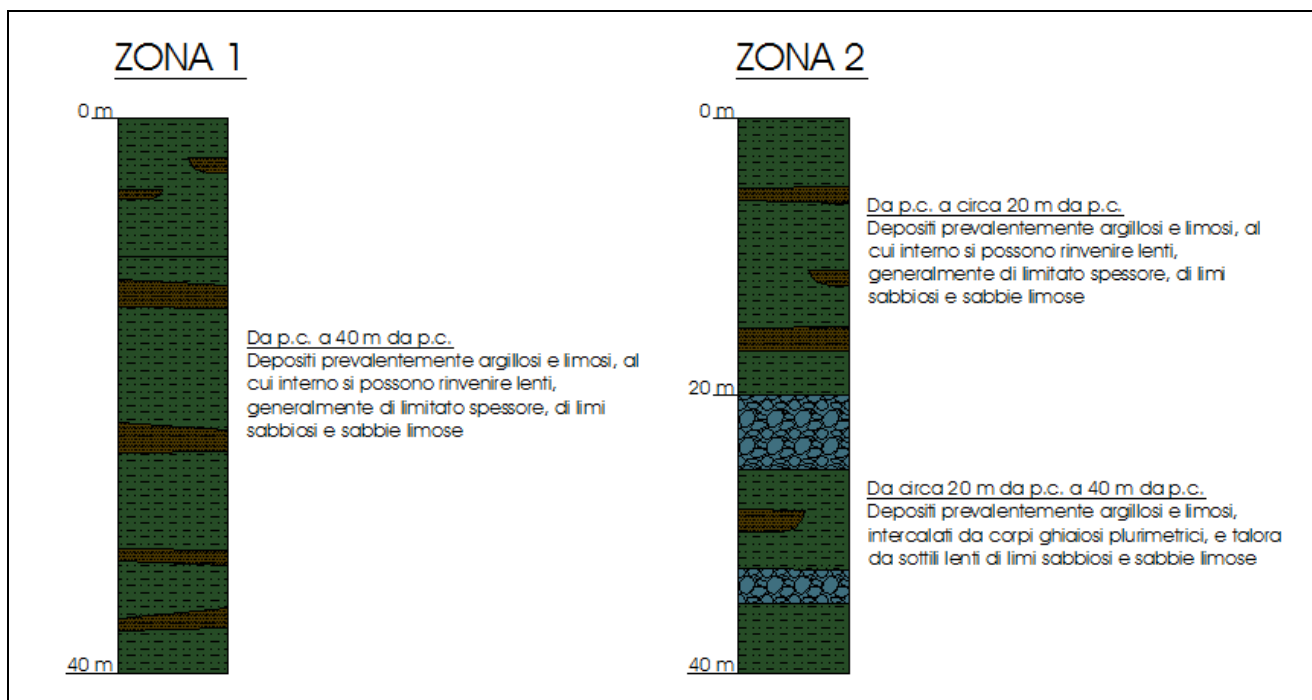 ZONA 1
0 m
Da p.c. a 40 m da p.c.
Depositi prevalentemente argillosi e limosi, al
cui interno si possono rinvenire lenti,
generalmente di limitato spessore, di limi
sabbiosi e sabbie limose
40 m
ZONA 2
0 m
Da p.c. a circa 20 m da p.c.
Depositi prevalentemente argillosi e limosi, al
cui interno si possono rinvenire lenti,
generalmente di limitato spessore, di limi
sabbiosi e sabbie limose
20 m
Da circa 20 m da p.c. a 40 m da p.c.
Depositi prevalentemente argillosi e limosi,
intercalati da corpi ghiaiosi plurimetrici, e talora
da sottili lenti di limi sabbiosi e sabbie limose
40 m